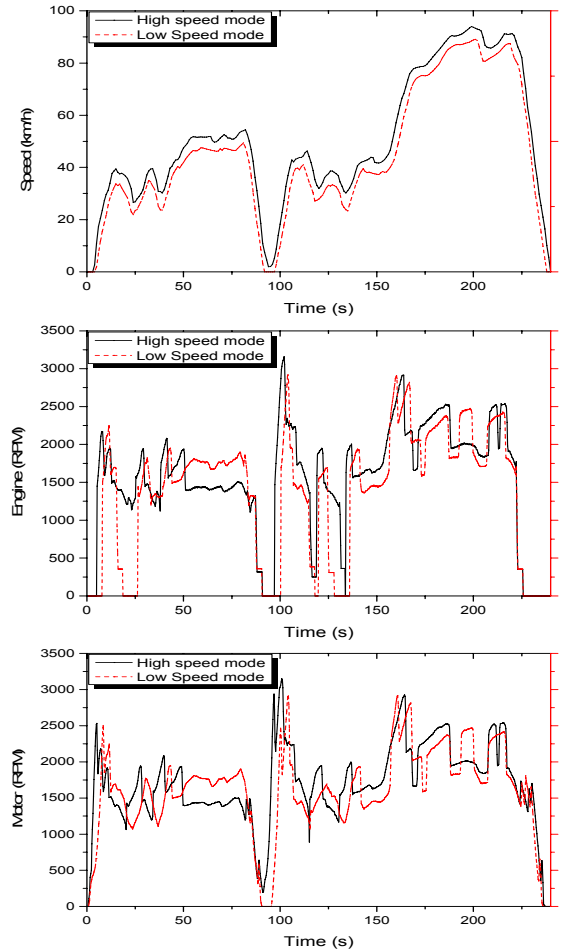 100
80
60
40
20
0
Speed (km/h)
High speed mode
Low Speed mode
0 50 100 150 200
Time (s)
3500
3000
2500
2000
1500
1000
500
0
Engine (RPM)
High speed mode
Low Speed mode
0 50 100 150 200
Time (s)
3500
3000
2500
2000
1500
1000
500
0
Motor (RPM)
High speed mode
Low Speed mode
0 50 100 150 200
Time (s)